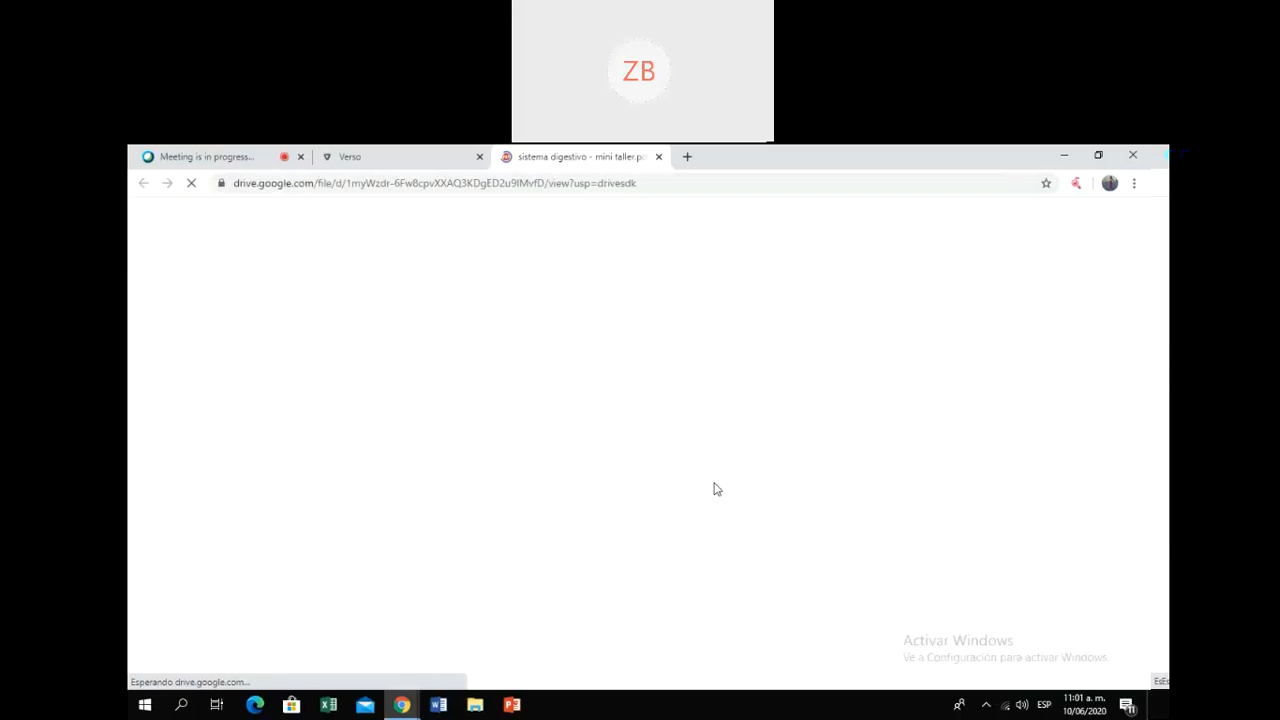 ZB
Meeting is in progress...
Verso
sistema digestivo - mini taller.p
drive.google.com/file/d/1myWzdr-6Fw8cpvXXAQ3KDgED2u9IMvfD/view?usp=drivesdk
Activar Windows
Ve a Configuración para activar Windows.
Esperando drive.google.com...
ESP
11:01 a. m.
10/06/2020